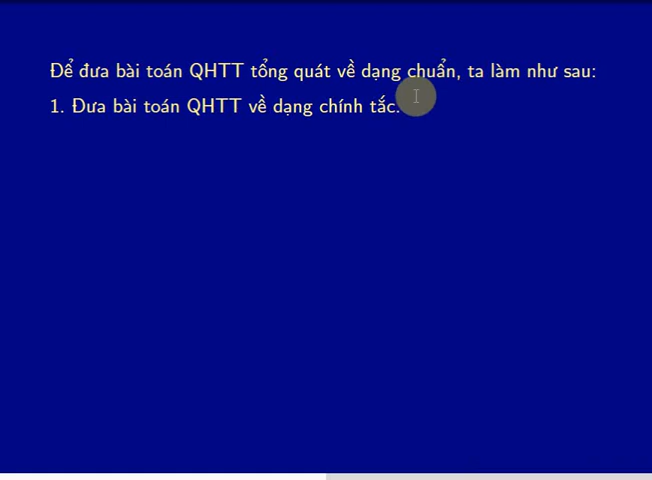 Để đưa bài toán QHTT tổng quát về dạng chuẩn, ta làm như sau:
1. Đưa bài toán QHTT về dạng chính tắc.